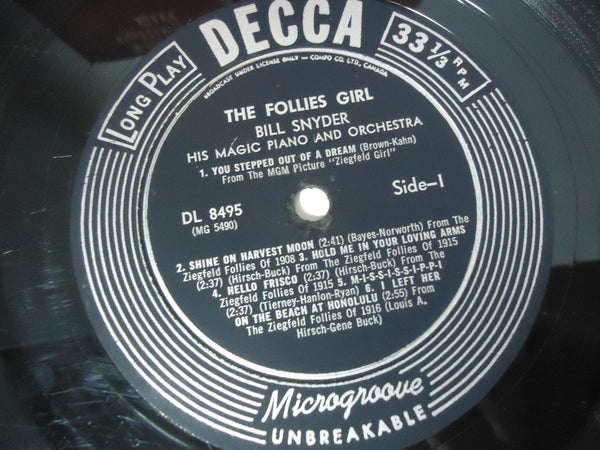 DECCA
Long Play
33 1/3 RPM
BROADCAST UNDER LICENSE ONLY — COMPO CO. LTD., CANADA
THE FOLLIES GIRL
BILL SNYDER
HIS MAGIC PIANO AND ORCHESTRA
1. YOU STEPPED OUT OF A DREAM (Brown-Kahn)
From The MGM Picture "Ziegfeld Girl"
Side-1
DL 8495
(MG 5490)
2. SHINE ON HARVEST MOON (2:41) (Bayes-Norworth) From The
Ziegfeld Follies Of 1908 3. HOLD ME IN YOUR LOVING ARMS
(2:37) (Hirsch-Buck) From The Ziegfeld Follies Of 1915
4. HELLO FRISCO (2:37) (Hirsch-Buck) From The
Ziegfeld Follies Of 1915 5. M-I-S-S-I-S-S-I-P-P-I
(2:37) (Tierney-Hanlon-Ryan) 6. I LEFT HER
ON THE BEACH AT HONOLULU (2:55) From
The Ziegfeld Follies Of 1916 (Louis A.
Hirsch-Gene Buck)
Microgroove
UNBREAKABLE